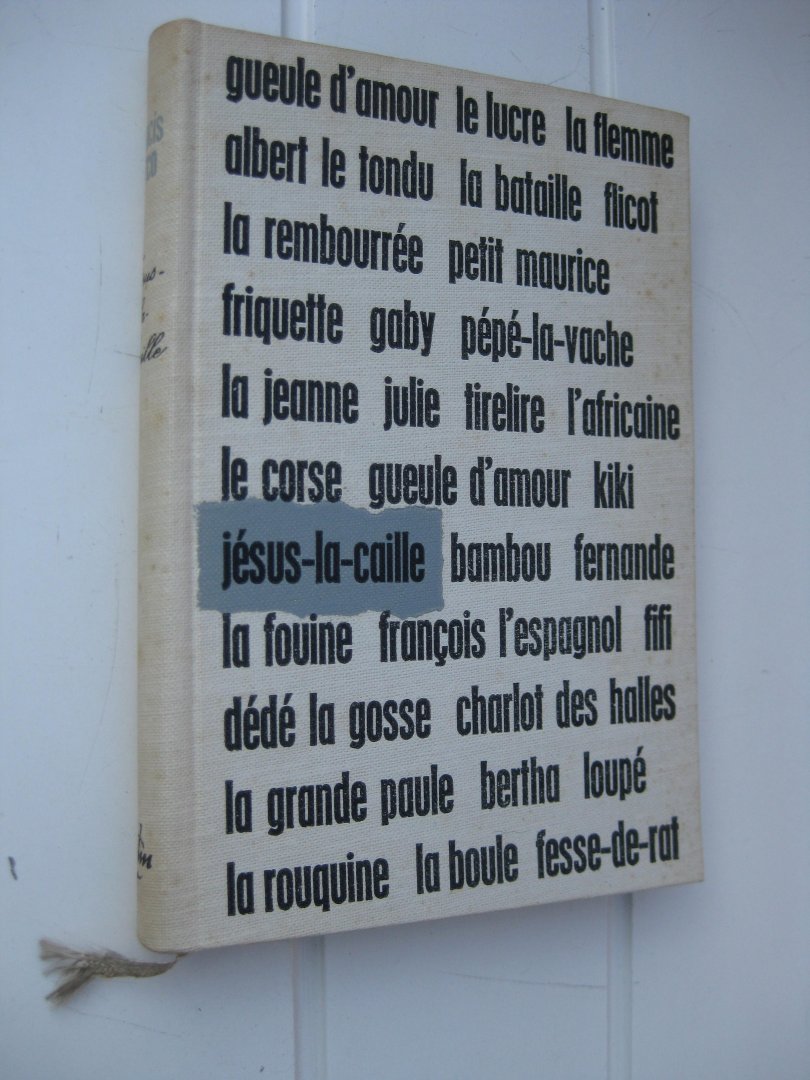 gueule d'amour le lucre la flemme
albert le tondu la bataille flicot
la rembourrée petit maurice
friquette gaby pépé-la-vache
la jeanne julie tirelire l'africaine
le corse gueule d'amour kiki
jésus-la-caille bambou fernande
la fouine françois l'espagnol fifi
dédé la gosse charlot des halles
la grande paule bertha loupé
la rouquine la boule fesse-de-rat